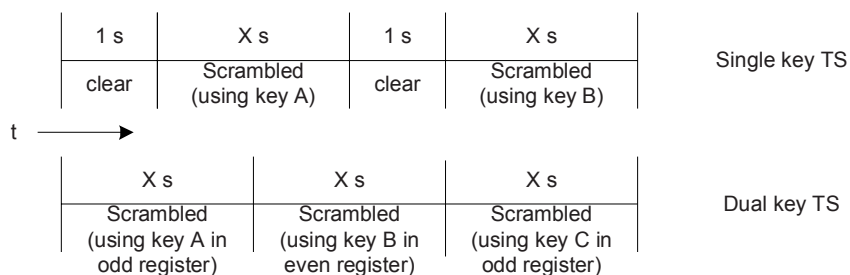 1 s X s 1 s X s
clear Scrambled (using key A) clear Scrambled (using key B)
Single key TS
t
X s X s X s
Scrambled (using key A in odd register) Scrambled (using key B in even register) Scrambled (using key C in odd register)
Dual key TS